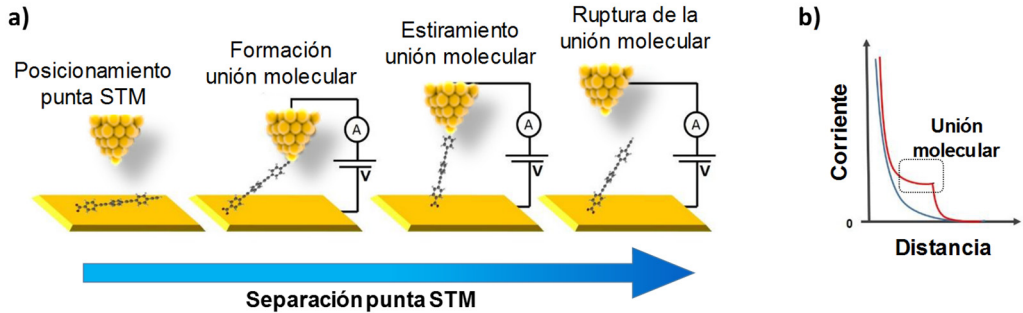 a)
Posicionamiento
punta STM
Formación
unión molecular
Estiramiento
unión molecular
Ruptura de la
unión molecular
A
V
A
V
A
V
Separación punta STM
b)
Corriente
Unión
molecular
0
Distancia